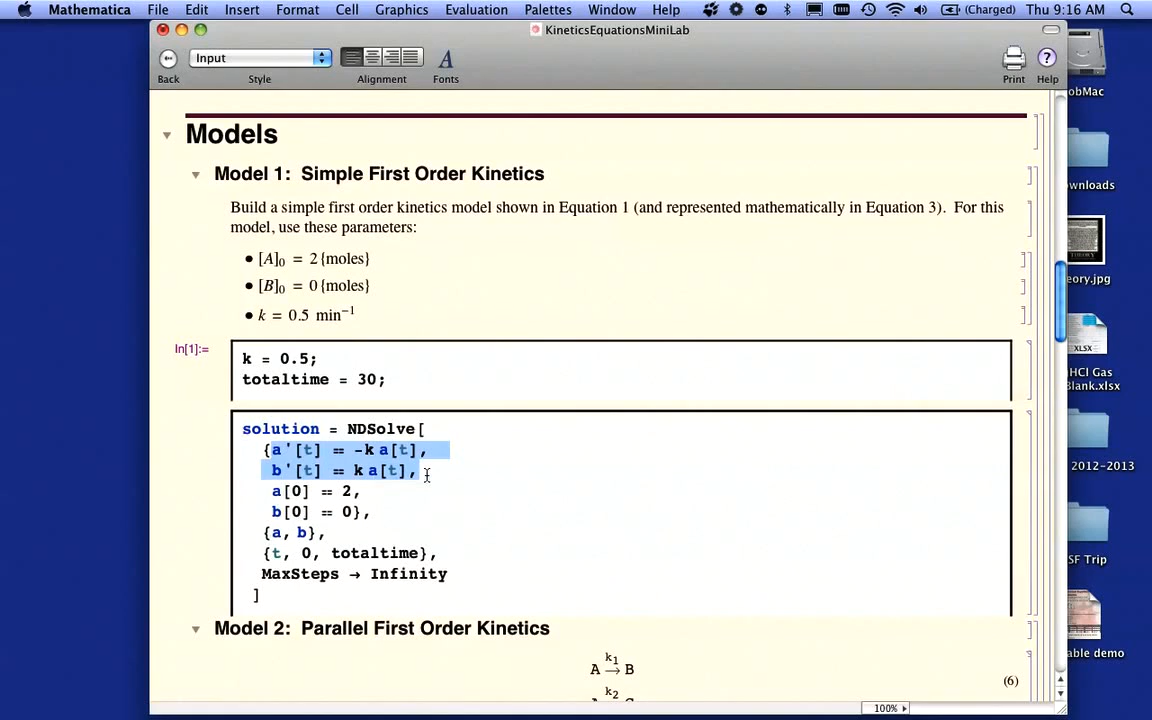 Mathematica File Edit Insert Format Cell Graphics Evaluation Palettes Window Help (Charged) Thu 9:16 AM
KineticsEquationsMiniLab
Input
Back Style Alignment Fonts Print Help
obMac
Models
Model 1: Simple First Order Kinetics
wnloads
Build a simple first order kinetics model shown in Equation 1 (and represented mathematically in Equation 3). For this
model, use these parameters:
• [A]₀ = 2 {moles}
eory.jpg
• [B]₀ = 0 {moles}
• k = 0.5 min⁻¹
XLSX
In[1]:=
k = 0.5;
totaltime = 30;
HCl Gas
Blank.xlsx
solution = NDSolve[
{a'[t] == -k a[t],
b'[t] == k a[t],
2012-2013
a[0] == 2,
b[0] == 0},
{a, b},
{t, 0, totaltime},
SF Trip
MaxSteps → Infinity
]
Model 2: Parallel First Order Kinetics
able demo
k₁
A → B
(6)
k₂
100%